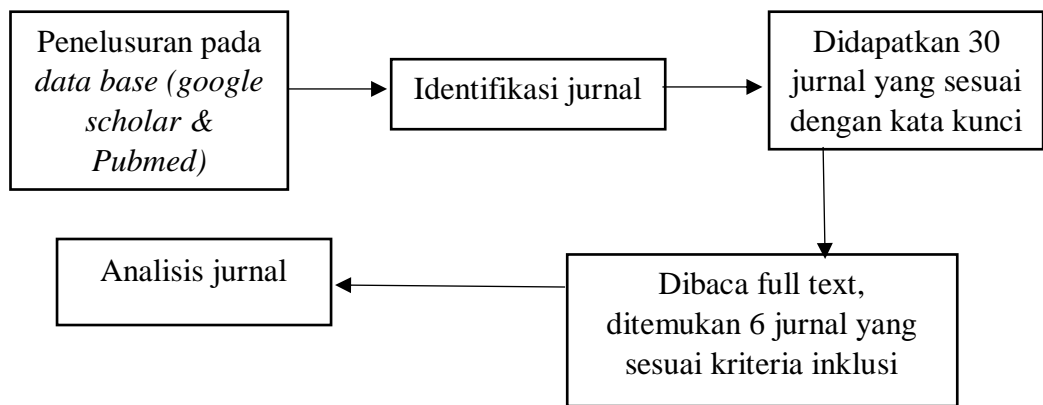 Penelusuran pada
data base (google
scholar &
Pubmed)
Identifikasi jurnal
Didapatkan 30
jurnal yang sesuai
dengan kata kunci
Dibaca full text,
ditemukan 6 jurnal yang
sesuai kriteria inklusi
Analisis jurnal